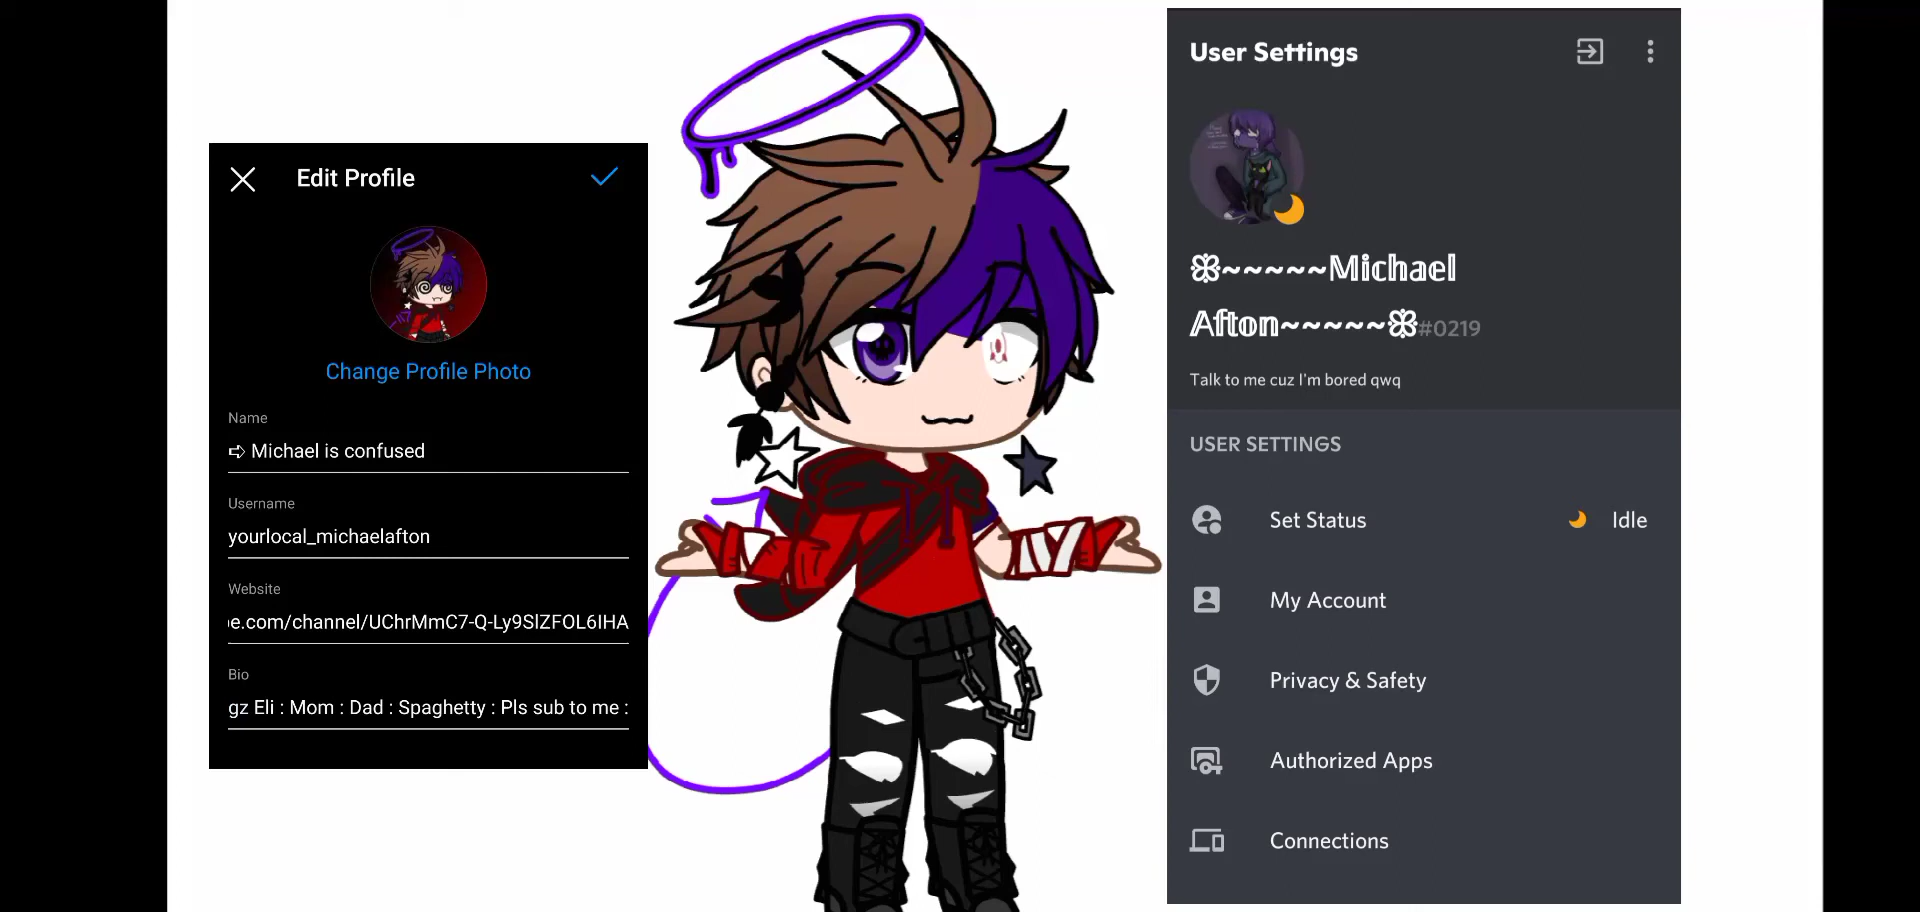 Edit Profile
Change Profile Photo
Name
➪ Michael is confused
Username
yourlocal_michaelafton
Website
e.com/channel/UChrMmC7-Q-Ly9SlZFOL6IHA
Bio
gz Eli : Mom : Dad : Spaghetty : Pls sub to me :
User Settings
ꕥ~~~~~𝕄𝕚𝕔𝕙𝕒𝕖𝕝
𝔸𝕗𝕥𝕠𝕟~~~~~ꕥ#0219
Talk to me cuz I'm bored qwq
USER SETTINGS
Set Status
Idle
My Account
Privacy & Safety
Authorized Apps
Connections